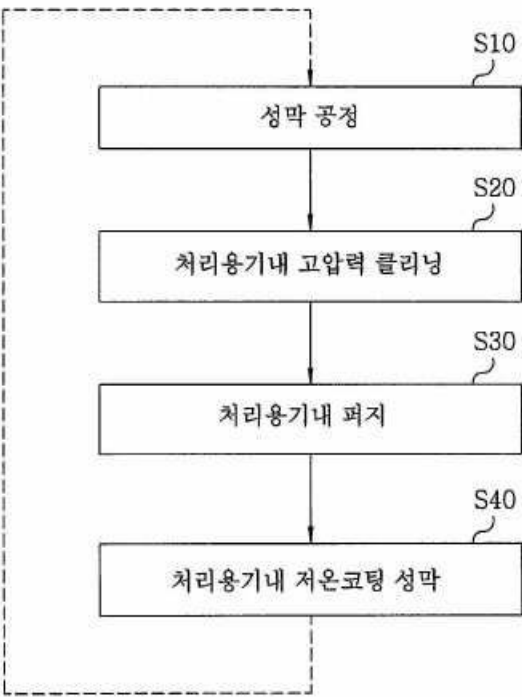 S10
성막 공정
S20
처리용기내 고압력 클리닝
S30
처리용기내 퍼지
S40
처리용기내 저온코팅 성막